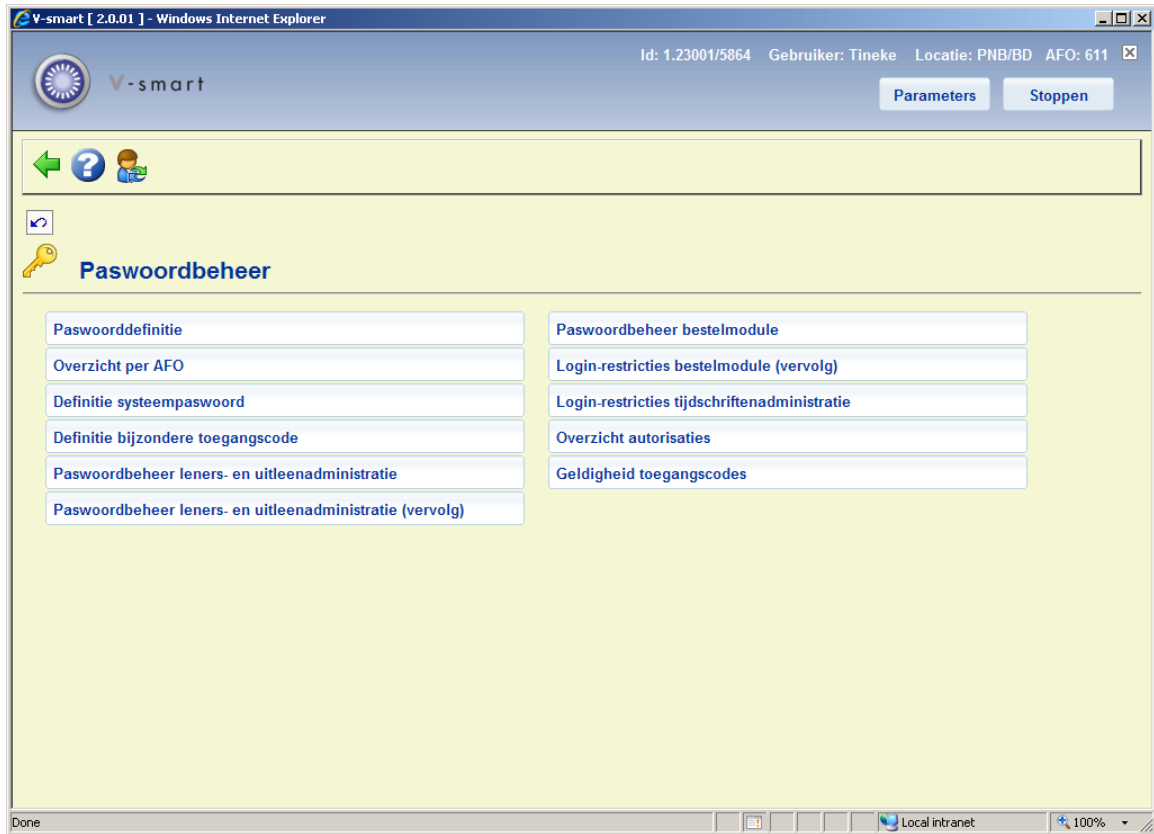 V-smart [ 2.0.01 ] - Windows Internet Explorer
Id: 1.23001/5864 Gebruiker: Tineke Locatie: PNB/BD AFO: 611
V-smart
Parameters Stoppen
Paswoordbeheer
Paswoorddefinitie
Overzicht per AFO
Definitie systeempaswoord
Definitie bijzondere toegangscode
Paswoordbeheer leners- en uitleenadministratie
Paswoordbeheer leners- en uitleenadministratie (vervolg)
Paswoordbeheer bestelmodule
Login-restricties bestelmodule (vervolg)
Login-restricties tijdschriftenadministratie
Overzicht autorisaties
Geldigheid toegangscodes
Done Local intranet 100%